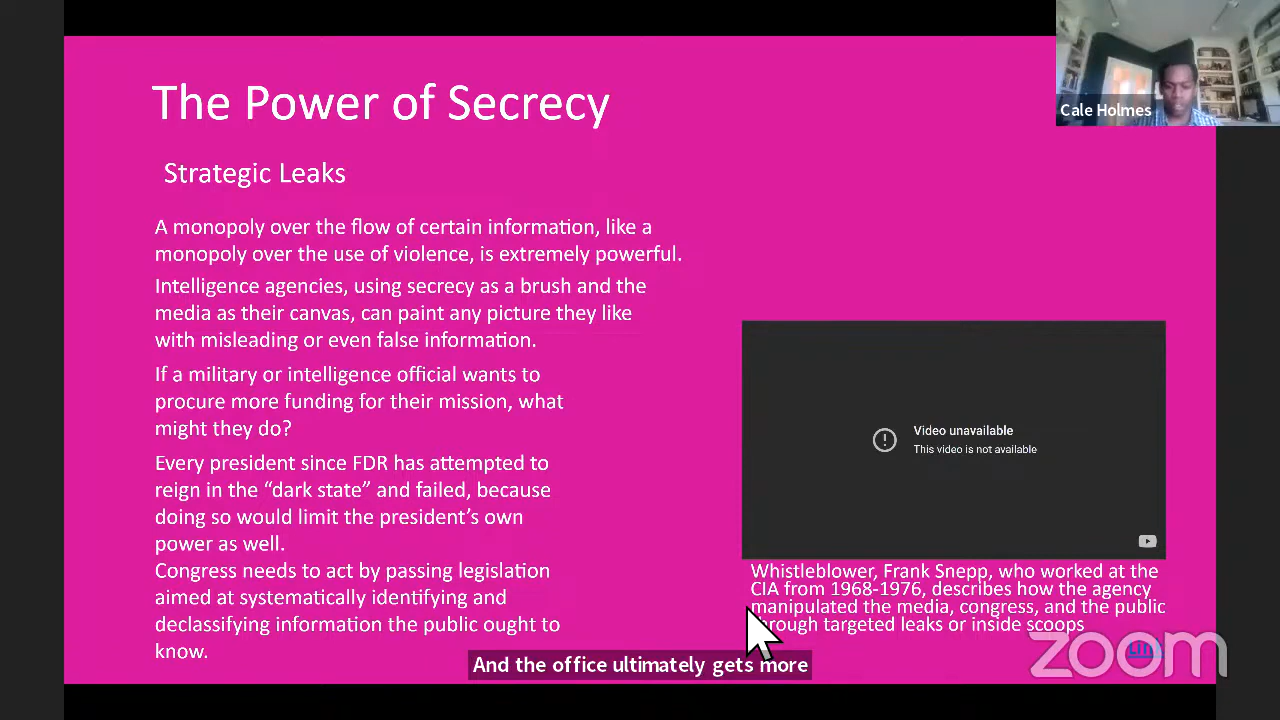 Cale Holmes
The Power of Secrecy
Strategic Leaks
A monopoly over the flow of certain information, like a
monopoly over the use of violence, is extremely powerful.
Intelligence agencies, using secrecy as a brush and the
media as their canvas, can paint any picture they like
with misleading or even false information.
If a military or intelligence official wants to
procure more funding for their mission, what
might they do?
Every president since FDR has attempted to
reign in the “dark state” and failed, because
doing so would limit the president’s own
power as well.
Congress needs to act by passing legislation
aimed at systematically identifying and
declassifying information the public ought to
know.
Video unavailable
This video is not available
Whistleblower, Frank Snepp, who worked at the
CIA from 1968-1976, describes how the agency
manipulated the media, congress, and the public
through targeted leaks or inside scoops
Link
zoom
And the office ultimately gets more